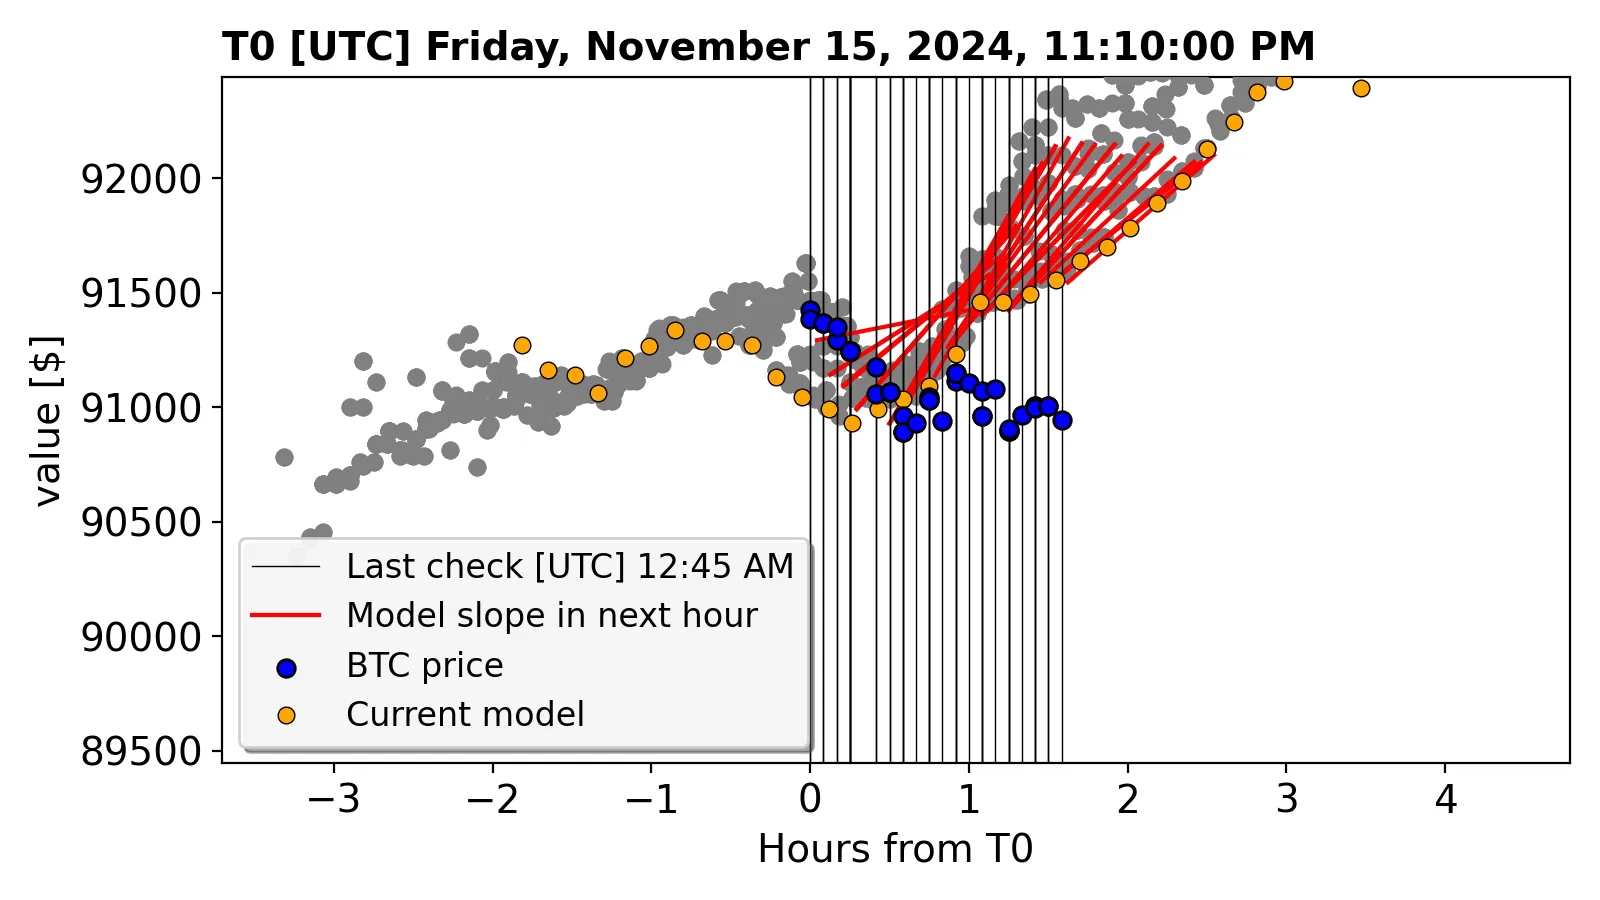 T0 [UTC] Friday, November 15, 2024, 11:10:00 PM
value [$]
92000
91500
91000
90500
90000
89500
Last check [UTC] 12:45 AM
Model slope in next hour
BTC price
Current model
−3 −2 −1 0 1 2 3 4
Hours from T0